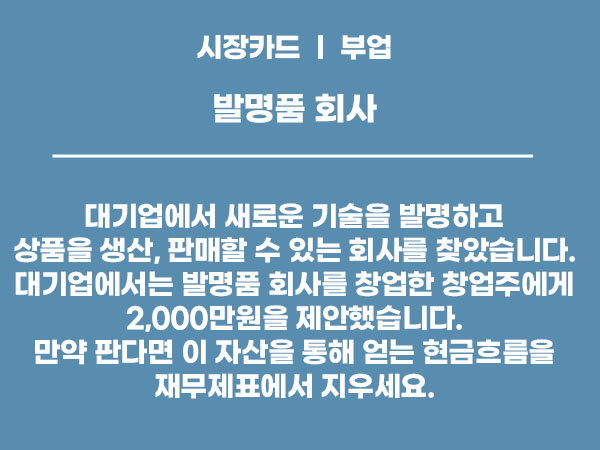 시장카드 | 부업
발명품 회사
대기업에서 새로운 기술을 발명하고
상품을 생산, 판매할 수 있는 회사를 찾았습니다.
대기업에서는 발명품 회사를 창업한 창업주에게
2,000만원을 제안했습니다.
만약 판다면 이 자산을 통해 얻는 현금흐름을
재무제표에서 지우세요.